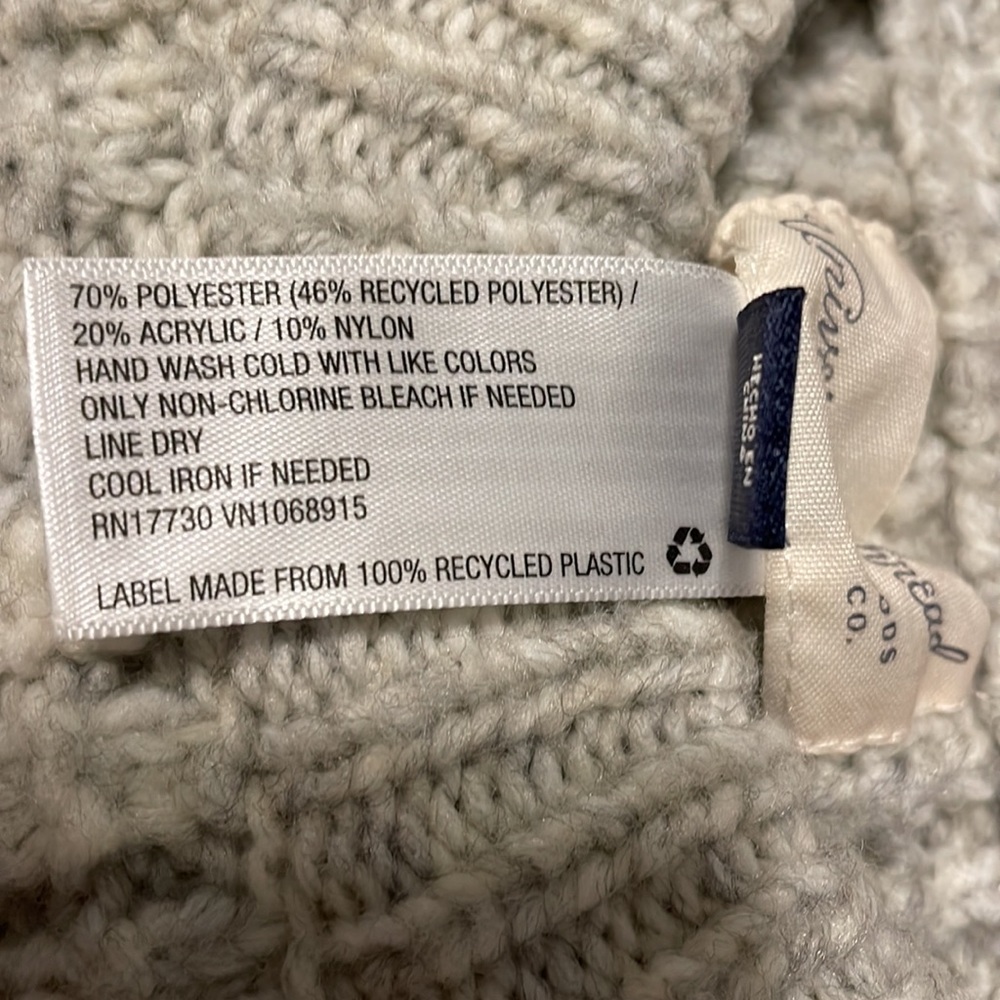 70% POLYESTER (46% RECYCLED POLYESTER) /
20% ACRYLIC / 10% NYLON
HAND WASH COLD WITH LIKE COLORS
ONLY NON-CHLORINE BLEACH IF NEEDED
LINE DRY
COOL IRON IF NEEDED
RN17730 VN1068915
LABEL MADE FROM 100% RECYCLED PLASTIC
CO.